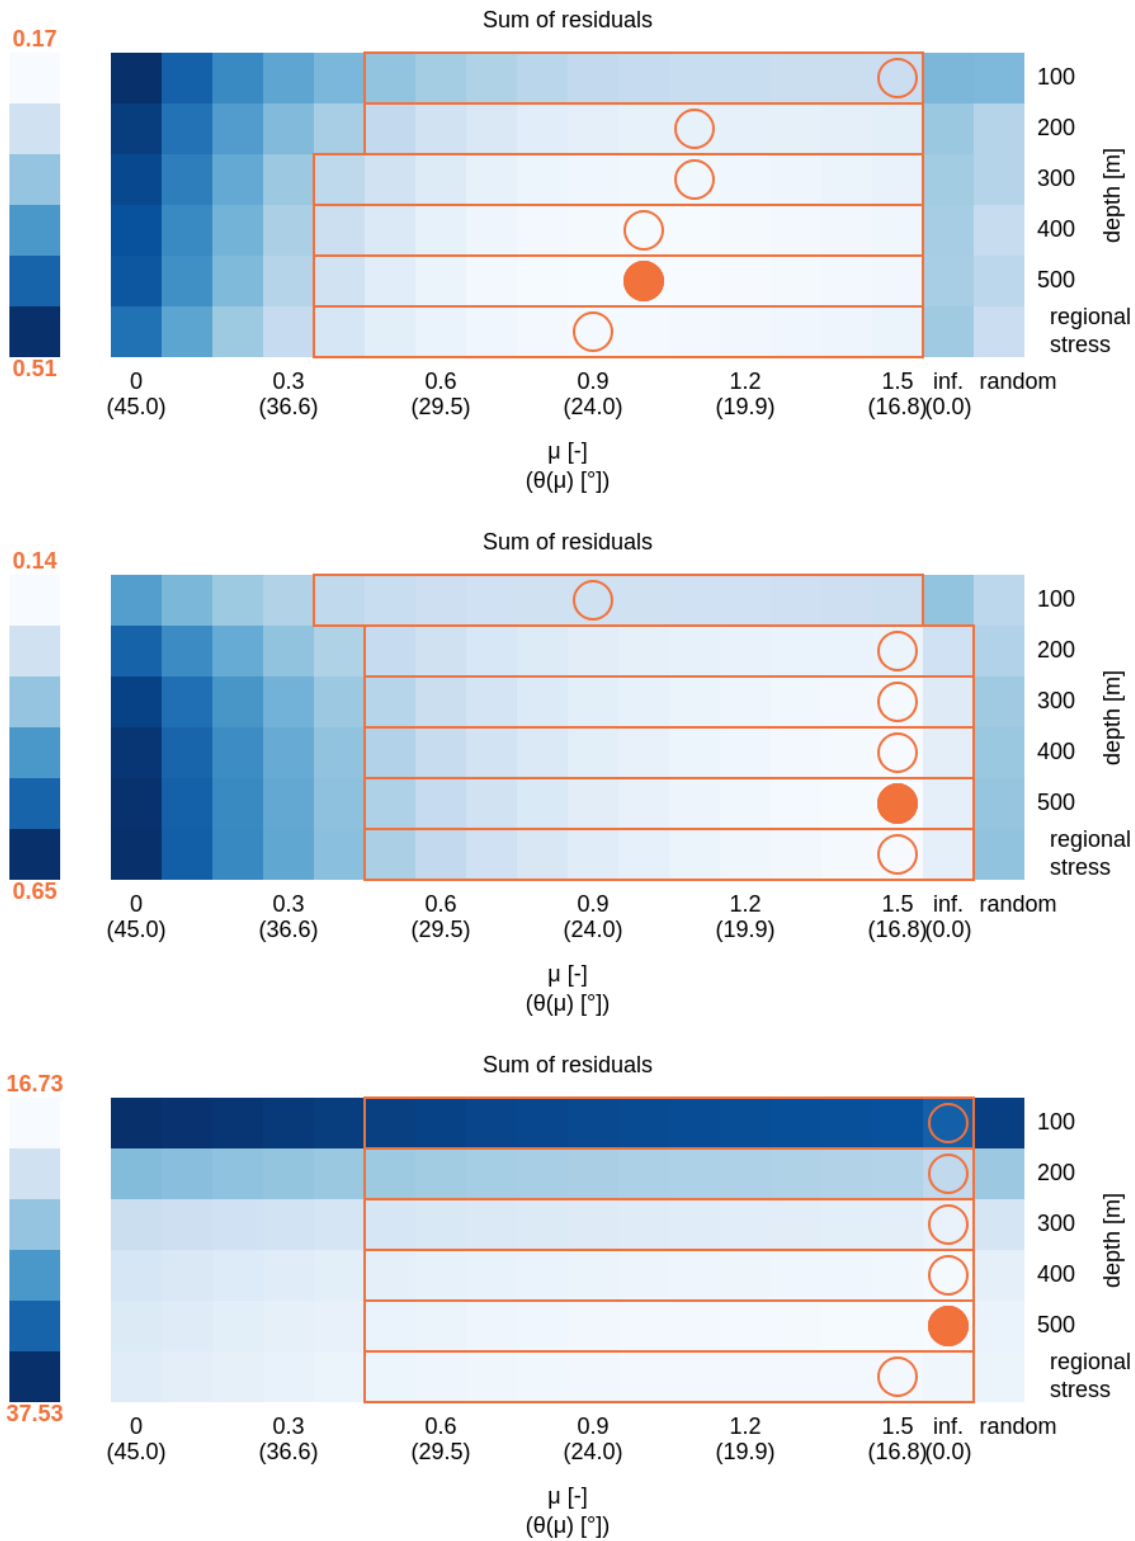 Sum of residuals
0.17
100
200
300
400
500
regional
stress
depth [m]
0.51
0 0.3 0.6 0.9 1.2 1.5 inf. random
(45.0) (36.6) (29.5) (24.0) (19.9) (16.8)(0.0)
μ [-]
(θ(μ) [°])
Sum of residuals
0.14
100
200
300
400
500
regional
stress
depth [m]
0.65
0 0.3 0.6 0.9 1.2 1.5 inf. random
(45.0) (36.6) (29.5) (24.0) (19.9) (16.8)(0.0)
μ [-]
(θ(μ) [°])
Sum of residuals
16.73
100
200
300
400
500
regional
stress
depth [m]
37.53
0 0.3 0.6 0.9 1.2 1.5 inf. random
(45.0) (36.6) (29.5) (24.0) (19.9) (16.8)(0.0)
μ [-]
(θ(μ) [°])